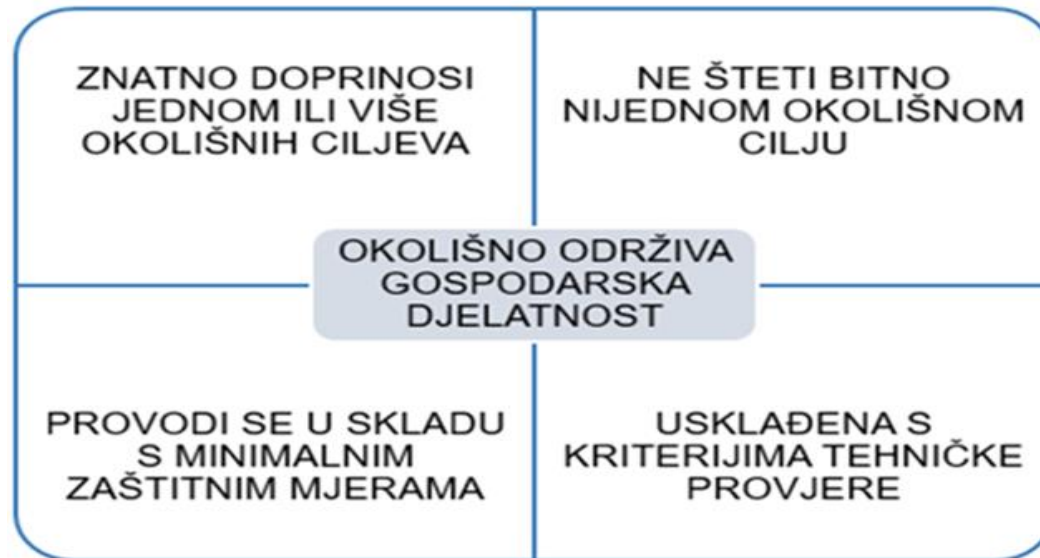 ZNATNO DOPRINOSI
JEDNOM ILI VIŠE
OKOLIŠNIH CILJEVA
NE ŠTETI BITNO
NIJEDNOM OKOLIŠNOM
CILJU
OKOLIŠNO ODRŽIVA
GOSPODARSKA
DJELATNOST
PROVODI SE U SKLADU
S MINIMALNIM
ZAŠTITNIM MJERAMA
USKLAĐENA S
KRITERIJIMA TEHNIČKE
PROVJERE